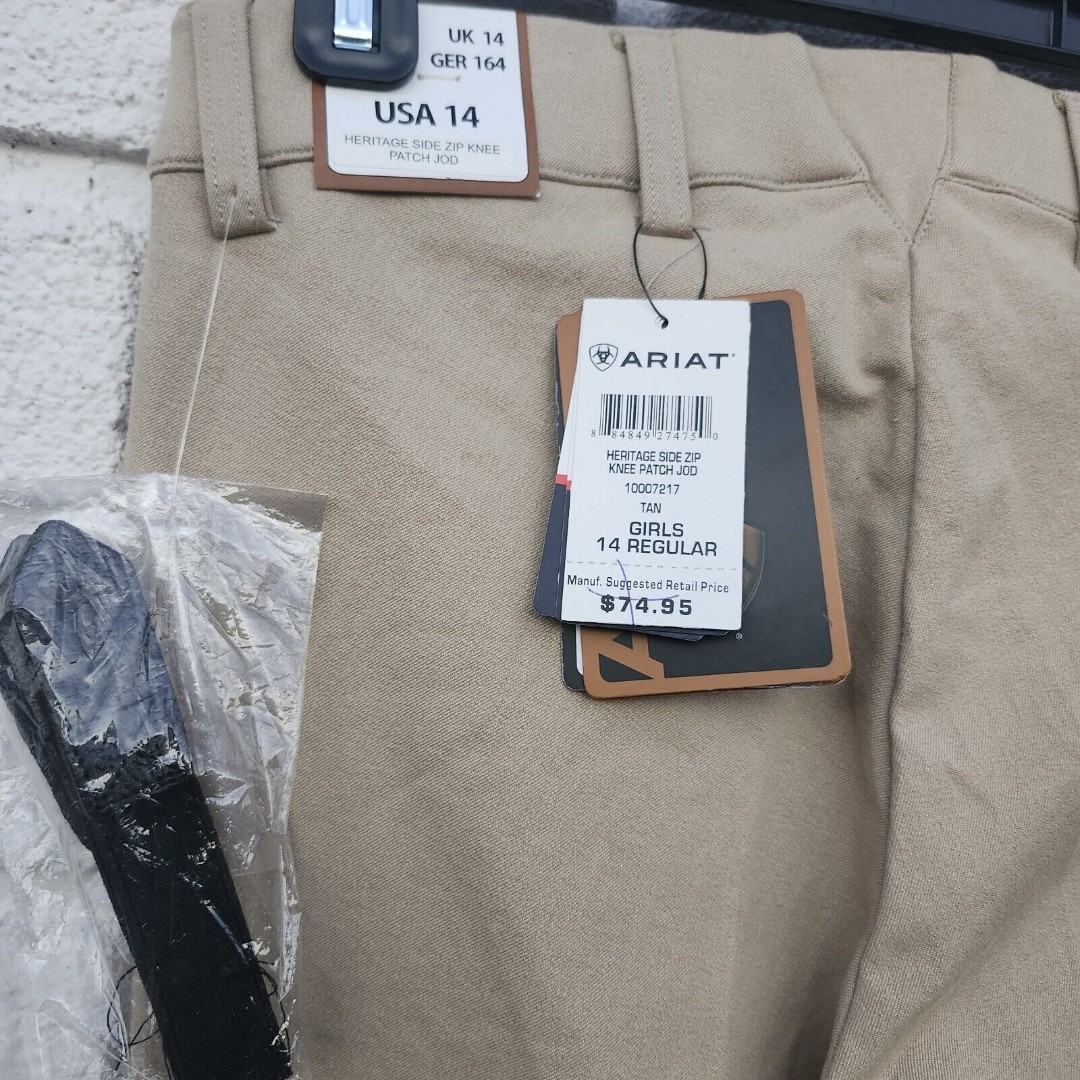 UK 14
GER 164
USA 14
HERITAGE SIDE ZIP KNEE
PATCH JOD
ARIAT
8 84849 27475 0
HERITAGE SIDE ZIP
KNEE PATCH JOD
10007217
TAN
GIRLS
14 REGULAR
Manuf. Suggested Retail Price
$74.95
A
®